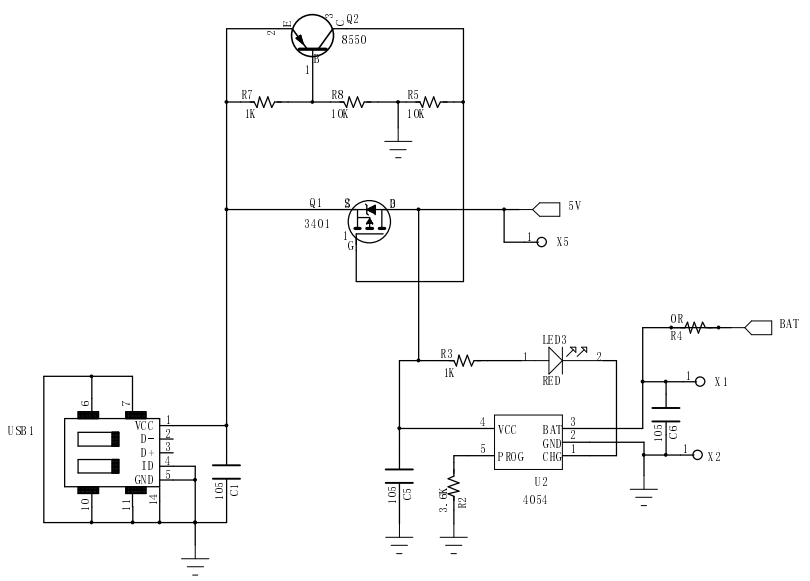 E
3
C
Q2
2
8550
B
1
R7
R8
R5
1K
10K
10K
Q1
S
D
5V
3401
1
G
1
X5
0R
BAT
R4
LED3
R3
1
2
1K
RED
1
X1
6
7
USB1
VCC
1
D-
2
D+
3
ID
4
GND
5
10
11
14
105
C1
4
VCC
BAT
3
GND
2
5
PROG
CHG
1
105
C6
1
X2
U2
4054
105
C5
R2